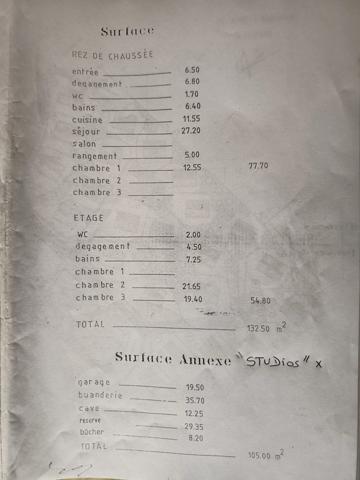 Surface
REZ DE CHAUSSÉE
entrée 6.50
degagement 6.80
wc 1.70
bains 6.40
cuisine 11.55
séjour 27.20
salon
rangement 5.00
chambre 1 12.55 77.70
chambre 2
chambre 3
ETAGE
WC 2.00
degagement 4.50
bains 7.25
chambre 1
chambre 2 21.65
chambre 3 19.40 54.80
TOTAL 132.50 m²
Surface Annexe "STUDIOS" x
garage 19.50
buanderie 35.70
cave 12.25
reserve 29.35
bûcher 8.20
TOTAL 105.00 m²